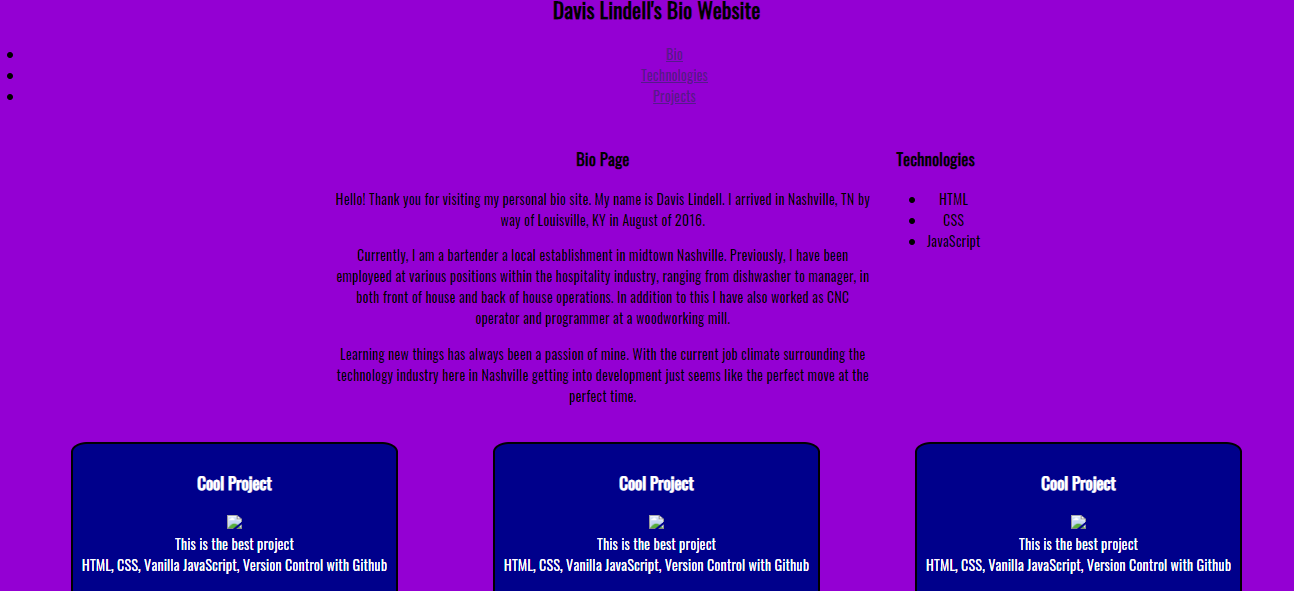 Davis Lindell's Bio Website
Bio
Technologies
Projects
Bio Page
Hello! Thank you for visiting my personal bio site. My name is Davis Lindell. I arrived in Nashville, TN by
way of Louisville, KY in August of 2016.
Currently, I am a bartender a local establishment in midtown Nashville. Previously, I have been
employeed at various positions within the hospitality industry, ranging from dishwasher to manager, in
both front of house and back of house operations. In addition to this I have also worked as CNC
operator and programmer at a woodworking mill.
Learning new things has always been a passion of mine. With the current job climate surrounding the
technology industry here in Nashville getting into development just seems like the perfect move at the
perfect time.
Technologies
HTML
CSS
JavaScript
Cool Project
This is the best project
HTML, CSS, Vanilla JavaScript, Version Control with Github
Cool Project
This is the best project
HTML, CSS, Vanilla JavaScript, Version Control with Github
Cool Project
This is the best project
HTML, CSS, Vanilla JavaScript, Version Control with Github